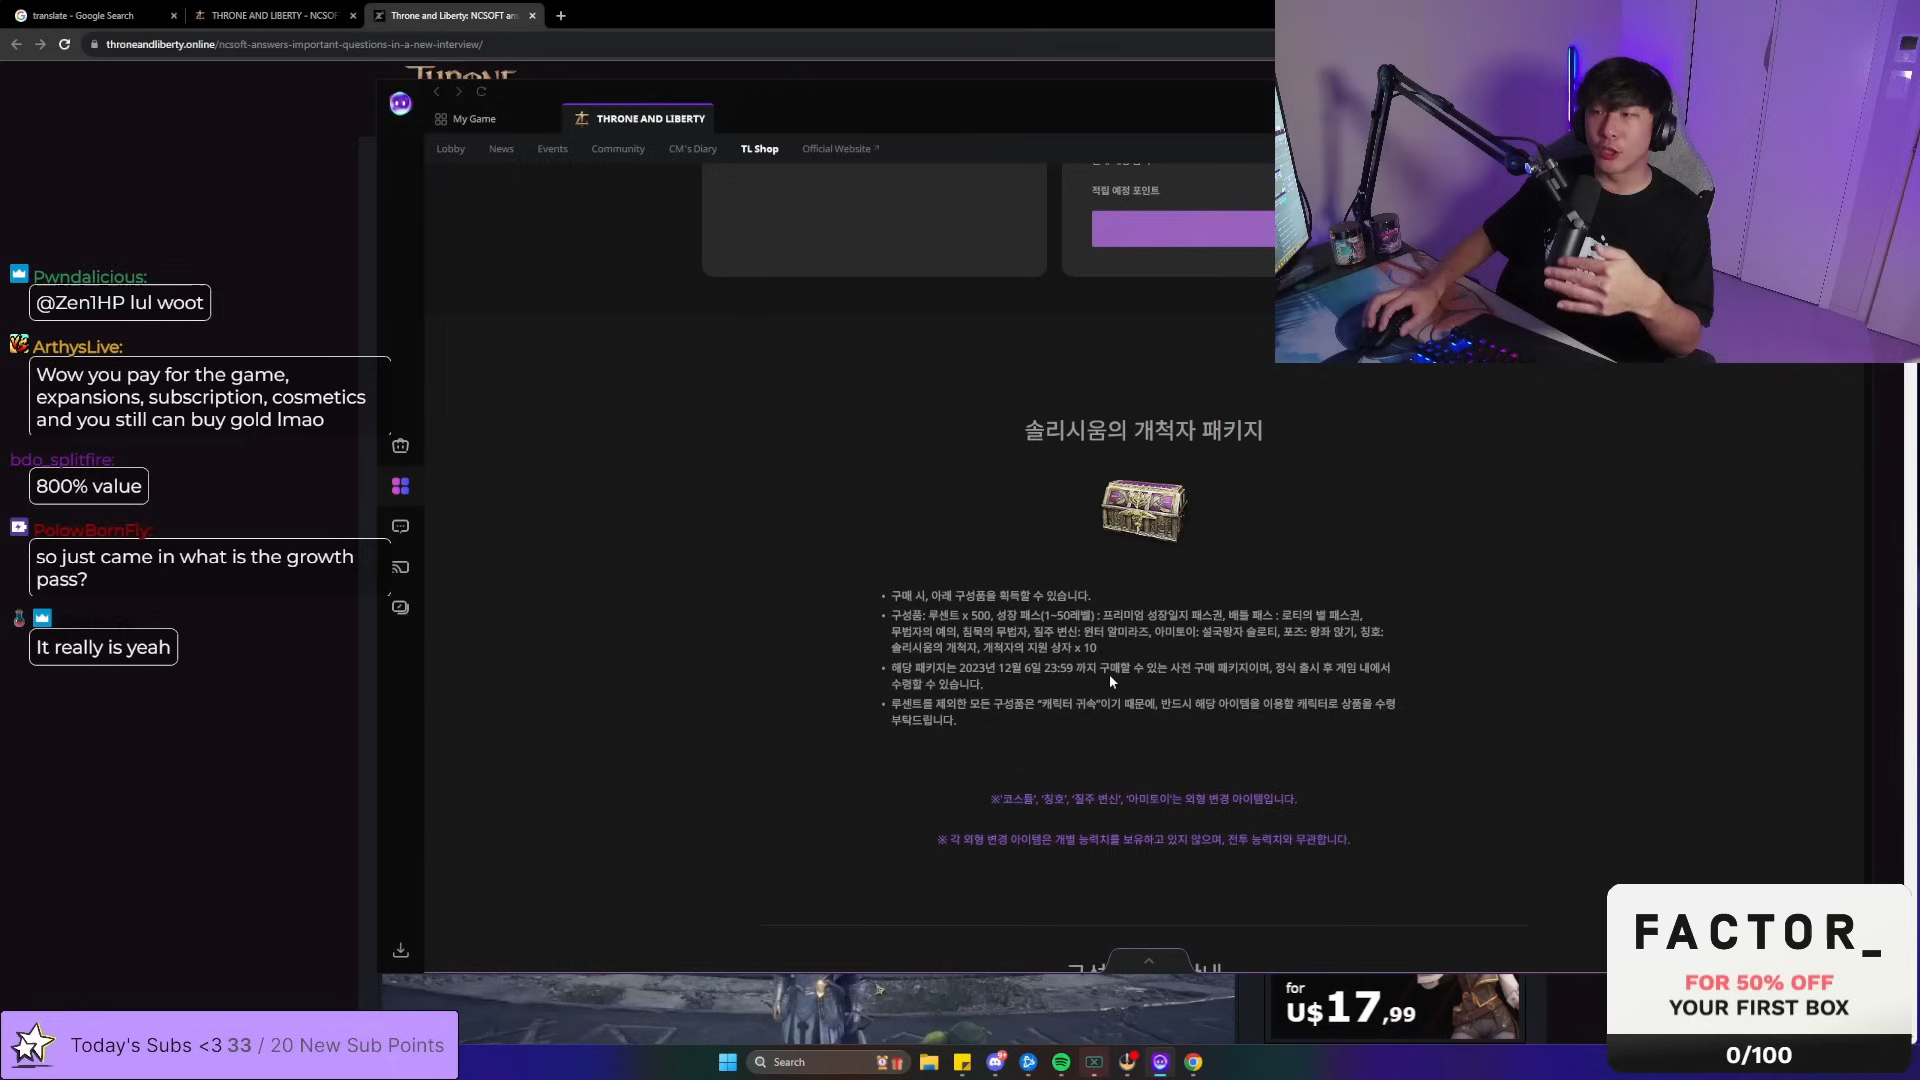 translate - Google Search
THRONE AND LIBERTY - NCSOFT
Throne and Liberty: NCSOFT an
throneandliberty.online/ncsoft-answers-important-questions-in-a-new-interview/
THRONE
My Game
THRONE AND LIBERTY
Lobby
News
Events
Community
CM's Diary
TL Shop
Official Website
적립 예정 포인트
Pwndalicious:
@Zen1HP lul woot
ArthysLive:
Wow you pay for the game,
expansions, subscription, cosmetics
and you still can buy gold lmao
bdo_splitfire:
800% value
PolowBornFly:
so just came in what is the growth
pass?
It really is yeah
솔리시움의 개척자 패키지
• 구매 시, 아래 구성품을 획득할 수 있습니다.
• 구성품: 루센트 x 500, 성장 패스(1~50레벨) : 프리미엄 성장일지 패스권, 배틀 패스 : 로티의 별 패스권,
무법자의 예의, 침묵의 무법자, 질주 변신: 윈터 알미라즈, 아미토이: 설국왕자 슬로티, 포즈: 왕좌 앉기, 칭호:
솔리시움의 개척자, 개척자의 지원 상자 x 10
• 해당 패키지는 2023년 12월 6일 23:59 까지 구매할 수 있는 사전 구매 패키지이며, 정식 출시 후 게임 내에서
수령할 수 있습니다.
• 루센트를 제외한 모든 구성품은 “캐릭터 귀속”이기 때문에, 반드시 해당 아이템을 이용할 캐릭터로 상품을 수령
부탁드립니다.
※'코스튬', '칭호', '질주 변신', '아미토이'는 외형 변경 아이템입니다.
※ 각 외형 변경 아이템은 개별 능력치를 보유하고 있지 않으며, 전투 능력치와 무관합니다.
for
U$17,99
FACTOR_
FOR 50% OFF
YOUR FIRST BOX
0/100
Today's Subs <3 33 / 20 New Sub Points
Search